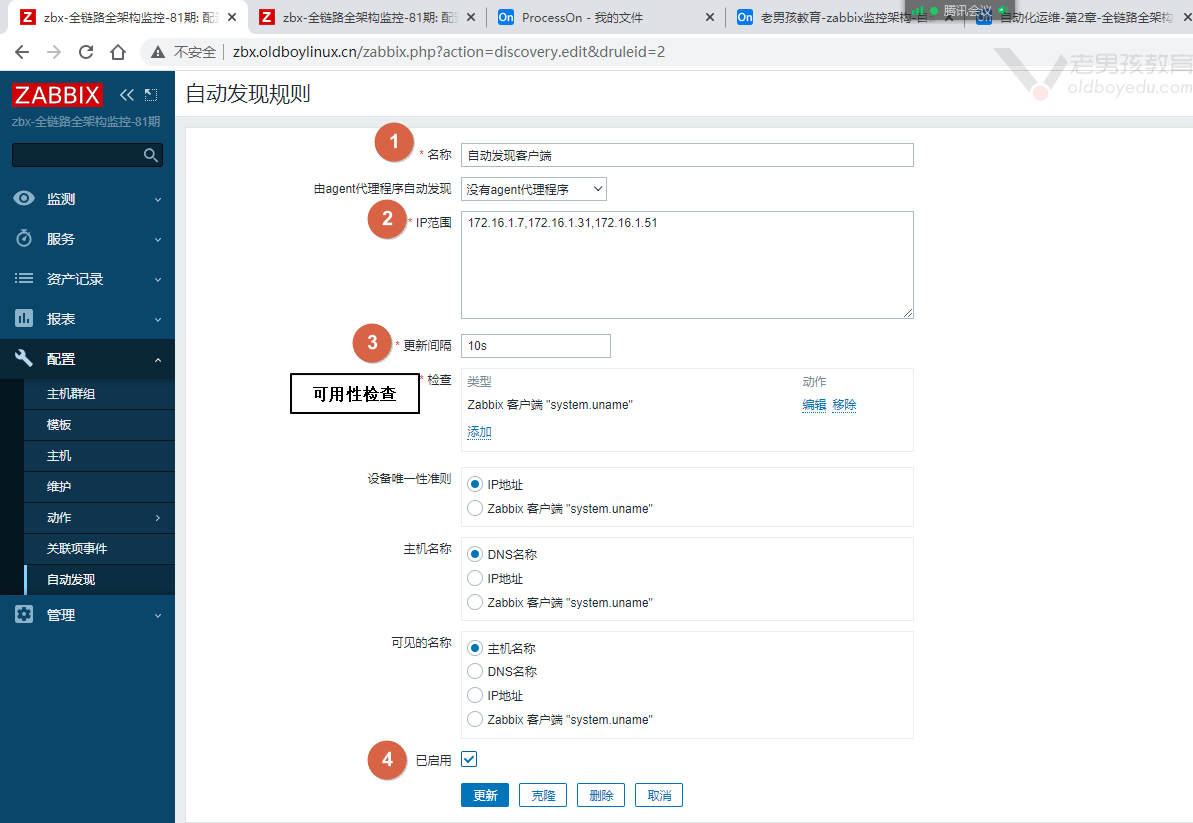 zbx-全链路全架构监控-81期: 配
zbx-全链路全架构监控-81期: 配
ProcessOn - 我的文件
老男孩教育-zabbix监控架构-自
腾讯会议
自动化运维-第2章-全链路全架构
不安全
zbx.oldboylinux.cn/zabbix.php?action=discovery.edit&druleid=2
老男孩教育
oldboyedu.com
ZABBIX
zbx-全链路全架构监控-81期
监测
服务
资产记录
报表
配置
主机群组
模板
主机
维护
动作
关联项事件
自动发现
管理
自动发现规则
1
* 名称
自动发现客户端
由agent代理程序自动发现
没有agent代理程序
2
* IP范围
172.16.1.7,172.16.1.31,172.16.1.51
3
* 更新间隔
10s
可用性检查
* 检查
类型
动作
Zabbix 客户端 "system.uname"
编辑 移除
添加
设备唯一性准则
IP地址
Zabbix 客户端 "system.uname"
主机名称
DNS名称
IP地址
Zabbix 客户端 "system.uname"
可见的名称
主机名称
DNS名称
IP地址
Zabbix 客户端 "system.uname"
4
已启用
更新
克隆
删除
取消